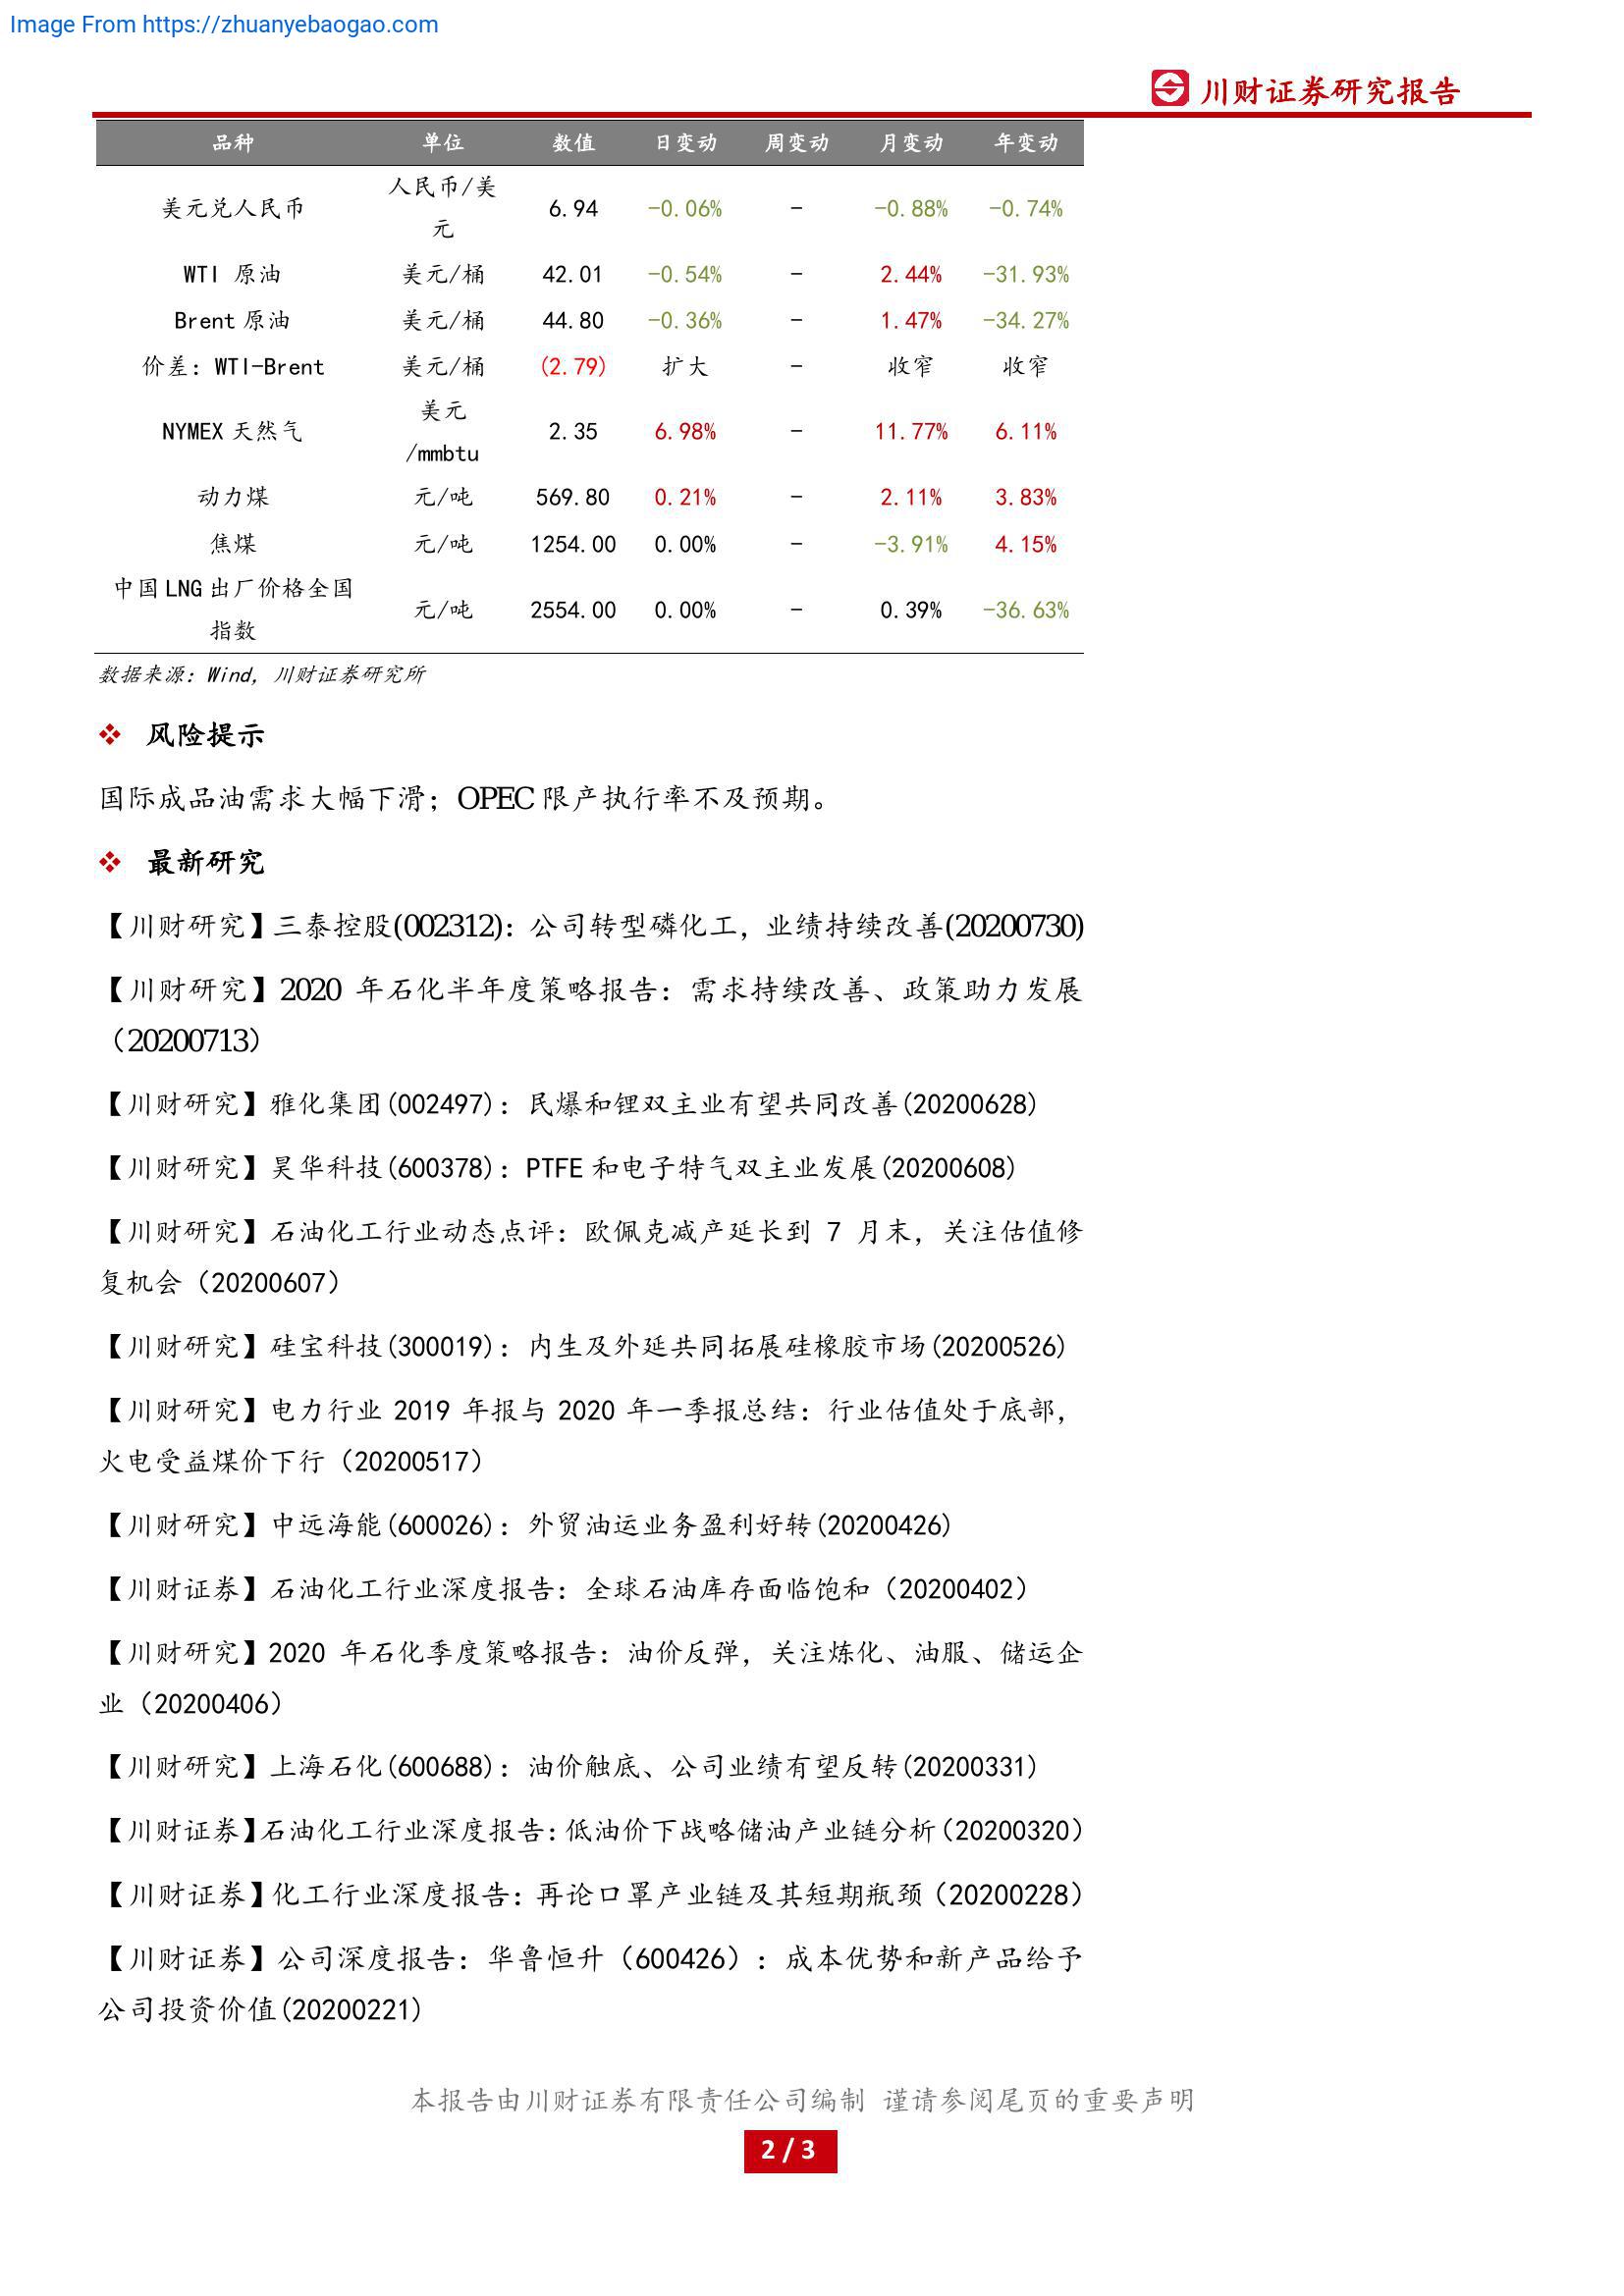 Image From https://zhuanyebaogao.com
川财证券研究报告
品种 单位 数值 日变动 周变动 月变动 年变动
美元兑人民币 人民币/美元 6.94 -0.06% - -0.88% -0.74%
WTI 原油 美元/桶 42.01 -0.54% - 2.44% -31.93%
Brent 原油 美元/桶 44.80 -0.36% - 1.47% -34.27%
价差：WTI-Brent 美元/桶 (2.79) 扩大 - 收窄 收窄
NYMEX 天然气 美元/mmbtu 2.35 6.98% - 11.77% 6.11%
动力煤 元/吨 569.80 0.21% - 2.11% 3.83%
焦煤 元/吨 1254.00 0.00% - -3.91% 4.15%
中国 LNG 出厂价格全国指数 元/吨 2554.00 0.00% - 0.39% -36.63%
数据来源：Wind，川财证券研究所
❖ 风险提示
国际成品油需求大幅下滑；OPEC 限产执行率不及预期。
❖ 最新研究
【川财研究】三泰控股(002312)：公司转型磷化工，业绩持续改善(20200730)
【川财研究】2020 年石化半年度策略报告：需求持续改善、政策助力发展
（20200713）
【川财研究】雅化集团(002497)：民爆和锂双主业有望共同改善(20200628)
【川财研究】昊华科技(600378)：PTFE 和电子特气双主业发展(20200608)
【川财研究】石油化工行业动态点评：欧佩克减产延长到 7 月末，关注估值修
复机会（20200607）
【川财研究】硅宝科技(300019)：内生及外延共同拓展硅橡胶市场(20200526)
【川财研究】电力行业 2019 年报与 2020 年一季报总结：行业估值处于底部，
火电受益煤价下行（20200517）
【川财研究】中远海能(600026)：外贸油运业务盈利好转(20200426)
【川财证券】石油化工行业深度报告：全球石油库存面临饱和（20200402）
【川财研究】2020 年石化季度策略报告：油价反弹，关注炼化、油服、储运企
业（20200406）
【川财研究】上海石化(600688)：油价触底、公司业绩有望反转(20200331)
【川财证券】石油化工行业深度报告：低油价下战略储油产业链分析（20200320）
【川财证券】化工行业深度报告：再论口罩产业链及其短期瓶颈（20200228）
【川财证券】公司深度报告：华鲁恒升（600426）：成本优势和新产品给予
公司投资价值(20200221)
本报告由川财证券有限责任公司编制 谨请参阅尾页的重要声明
2 / 3